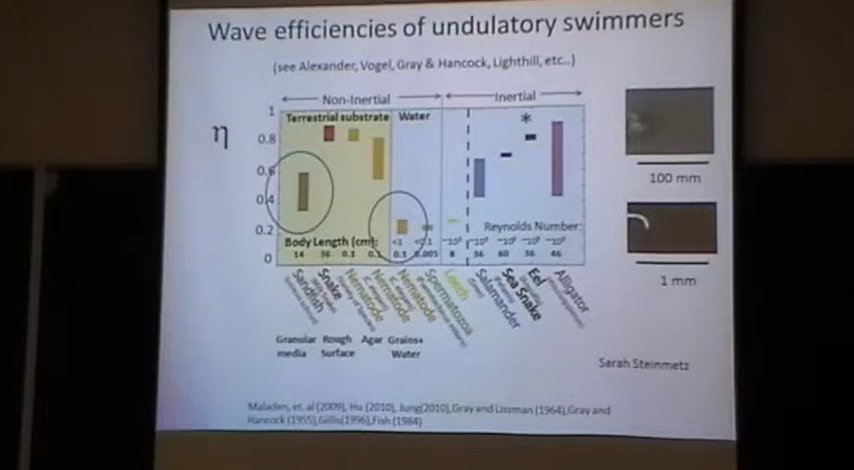 Wave efficiencies of undulatory swimmers
(see Alexander, Vogel, Gray & Hancock, Lighthill, etc..)
Non-Inertial
Inertial
Terrestrial substrate
Water
*
η
1
0.8
0.6
0.4
0.2
0
Reynolds Number:
Body Length (cm):
<1
14 36 0.1 0.1 0.1 0.005 8 36 60 36 46
Sandfish
Snake
Nematode
Nematode
Nematode
Spermatozoa
Leech
Salamander
Sea Snake
Eel
Alligator
Granular
media
Rough
Surface
Agar
Grains+
Water
100 mm
1 mm
Sarah Steinmetz
Maladen, et. al (2009), Hu (2010), Jung(2010),Gray and Lissman (1964),Gray and
Hancock (1955),Gillis(1996),Fish (1984)